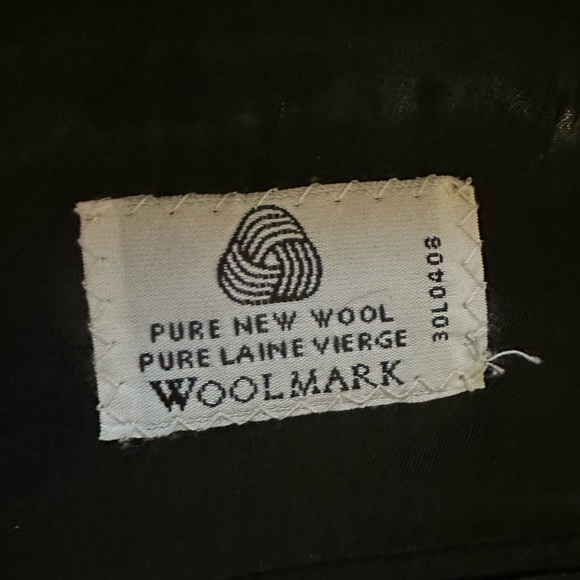 PURE NEW WOOL
PURE LAINE VIERGE
WOOLMARK
30L0408